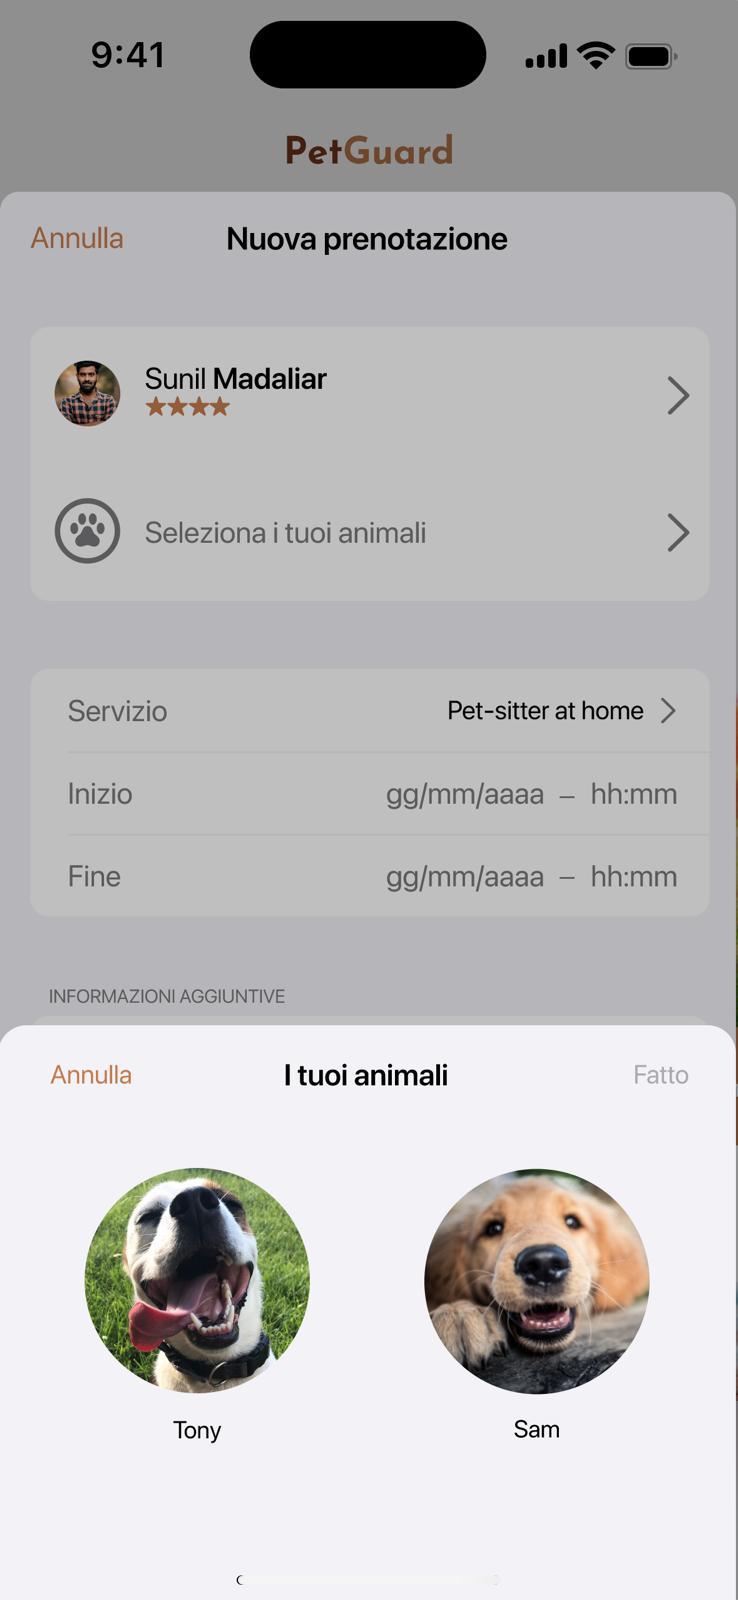 9:41
PetGuard
Annulla Nuova prenotazione
Sunil Madaliar
Seleziona i tuoi animali
Servizio Pet-sitter at home
Inizio gg/mm/aaaa – hh:mm
Fine gg/mm/aaaa – hh:mm
INFORMAZIONI AGGIUNTIVE
Annulla I tuoi animali Fatto
Tony Sam